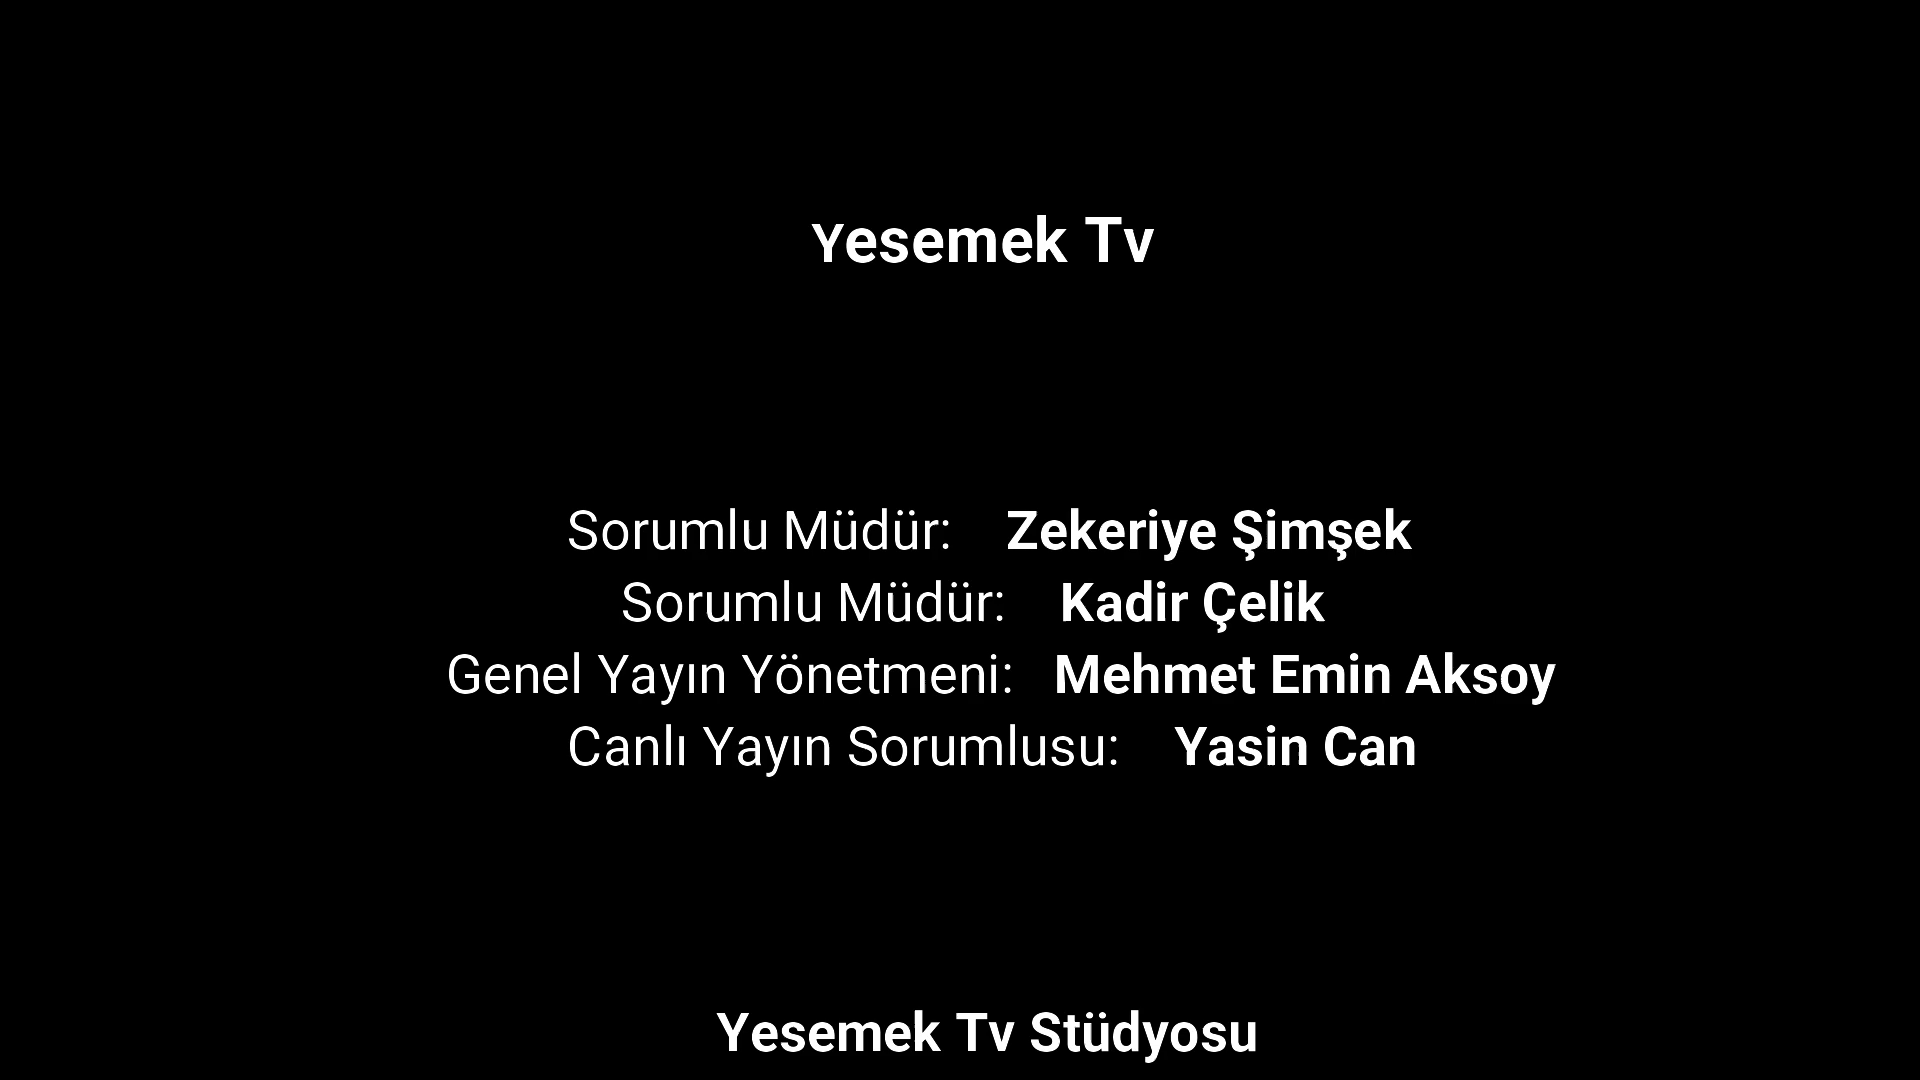 Yesemek Tv
Sorumlu Müdür: Zekeriye Şimşek
Sorumlu Müdür: Kadir Çelik
Genel Yayın Yönetmeni: Mehmet Emin Aksoy
Canlı Yayın Sorumlusu: Yasin Can
Yesemek Tv Stüdyosu